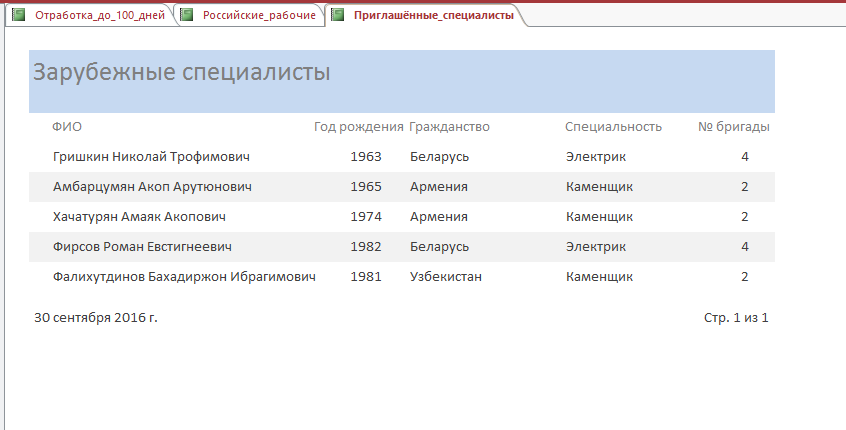 Отработка_до_100_дней Российские_рабочие Приглашённые_специалисты
Зарубежные специалисты
ФИО Год рождения Гражданство Специальность № бригады
Гришкин Николай Трофимович 1963 Беларусь Электрик 4
Амбарцумян Акоп Арутюнович 1965 Армения Каменщик 2
Хачатурян Амаяк Акопович 1974 Армения Каменщик 2
Фирсов Роман Евстигнеевич 1982 Беларусь Электрик 4
Фалихутдинов Бахадиржон Ибрагимович 1981 Узбекистан Каменщик 2
30 сентября 2016 г. Стр. 1 из 1